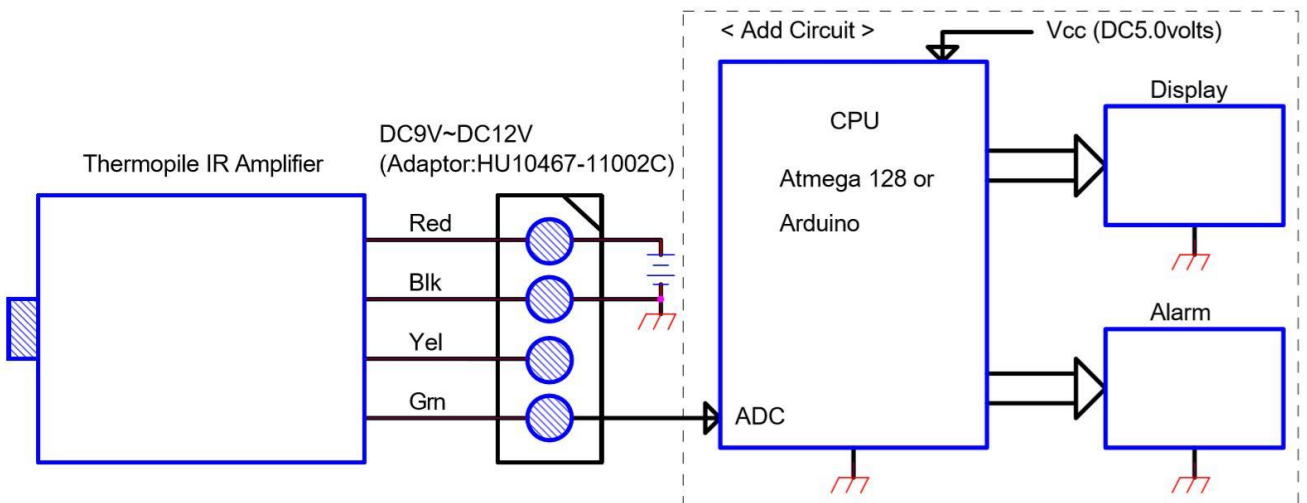 < Add Circuit >
Vcc (DC5.0volts)
Display
CPU
DC9V~DC12V
(Adaptor:HU10467-11002C)
Thermopile IR Amplifier
Atmega 128 or
Arduino
Red
Blk
Alarm
Yel
Grn
ADC